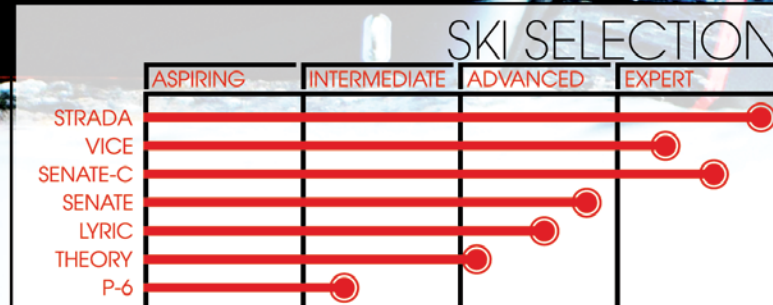 SKI SELECTION
ASPIRING INTERMEDIATE ADVANCED EXPERT
STRADA
VICE
SENATE-C
SENATE
LYRIC
THEORY
P-6